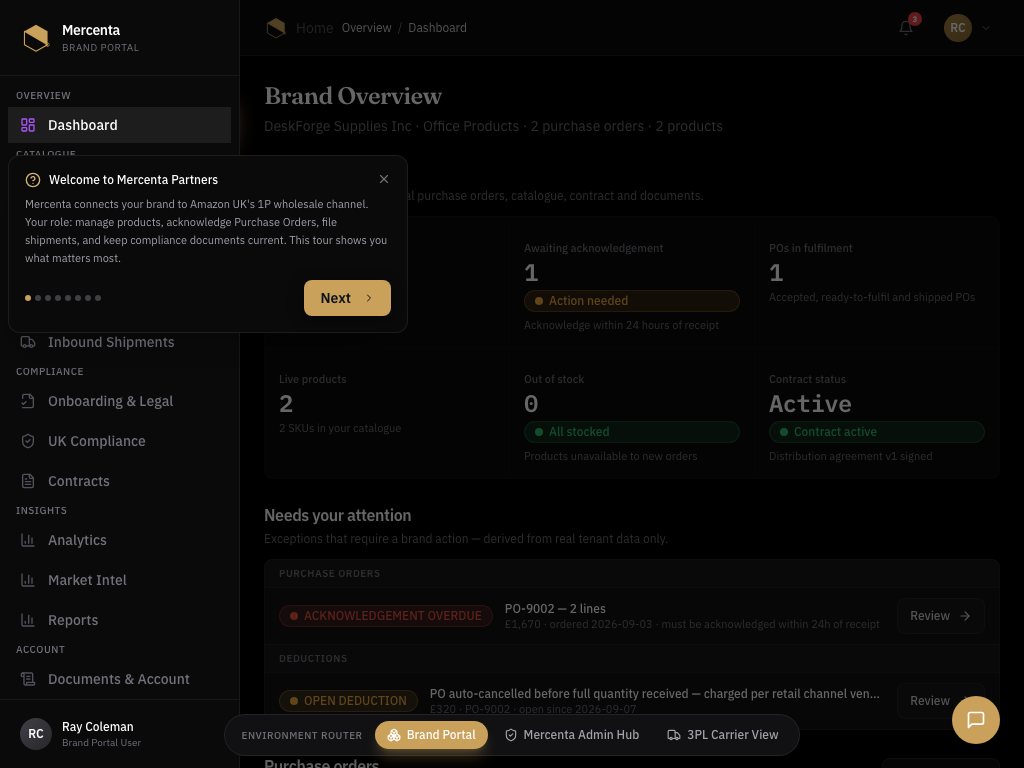 Mercenta
BRAND PORTAL
OVERVIEW
Dashboard
CATALOGUE
Welcome to Mercenta Partners
Mercenta connects your brand to Amazon UK's 1P wholesale channel.
Your role: manage products, acknowledge Purchase Orders, file
shipments, and keep compliance documents current. This tour shows you
what matters most.
Next
Inbound Shipments
COMPLIANCE
Onboarding & Legal
UK Compliance
Contracts
INSIGHTS
Analytics
Market Intel
Reports
ACCOUNT
Documents & Account
RC
Ray Coleman
Brand Portal User
Home Overview / Dashboard
3
RC
Brand Overview
DeskForge Supplies Inc · Office Products · 2 purchase orders · 2 products
purchase orders, catalogue, contract and documents.
Awaiting acknowledgement
1
Action needed
Acknowledge within 24 hours of receipt
POs in fulfilment
1
Accepted, ready-to-fulfil and shipped POs
Live products
2
2 SKUs in your catalogue
Out of stock
0
All stocked
Products unavailable to new orders
Contract status
Active
Contract active
Distribution agreement v1 signed
Needs your attention
Exceptions that require a brand action — derived from real tenant data only.
PURCHASE ORDERS
ACKNOWLEDGEMENT OVERDUE
PO-9002 — 2 lines
£1,670 · ordered 2026-09-03 · must be acknowledged within 24h of receipt
Review
DEDUCTIONS
OPEN DEDUCTION
PO auto-cancelled before full quantity received — charged per retail channel ven...
£320 · PO-9002 · open since 2026-09-07
Review
ENVIRONMENT ROUTER
Brand Portal
Mercenta Admin Hub
3PL Carrier View
Purchase orders